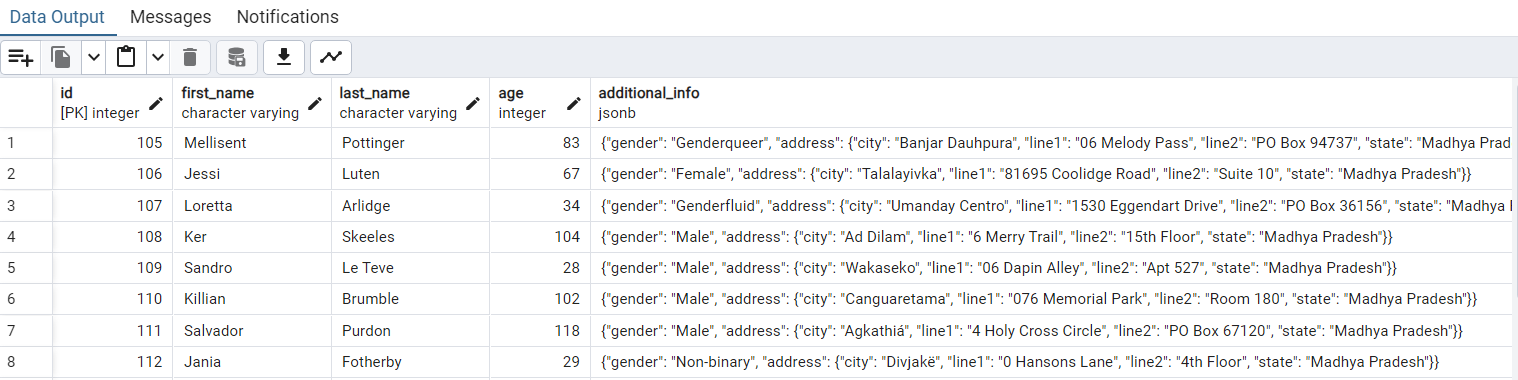 Data Output Messages Notifications
id first_name last_name age additional_info
[PK] integer character varying character varying integer jsonb
1 105 Mellisent Pottinger 83 {"gender": "Genderqueer", "address": {"city": "Banjar Dauhpura", "line1": "06 Melody Pass", "line2": "PO Box 94737", "state": "Madhya Prad
2 106 Jessi Luten 67 {"gender": "Female", "address": {"city": "Talalayivka", "line1": "81695 Coolidge Road", "line2": "Suite 10", "state": "Madhya Pradesh"}}
3 107 Loretta Arlidge 34 {"gender": "Genderfluid", "address": {"city": "Umanday Centro", "line1": "1530 Eggendart Drive", "line2": "PO Box 36156", "state": "Madhya
4 108 Ker Skeeles 104 {"gender": "Male", "address": {"city": "Ad Dilam", "line1": "6 Merry Trail", "line2": "15th Floor", "state": "Madhya Pradesh"}}
5 109 Sandro Le Teve 28 {"gender": "Male", "address": {"city": "Wakaseko", "line1": "06 Dapin Alley", "line2": "Apt 527", "state": "Madhya Pradesh"}}
6 110 Killian Brumble 102 {"gender": "Male", "address": {"city": "Canguaretama", "line1": "076 Memorial Park", "line2": "Room 180", "state": "Madhya Pradesh"}}
7 111 Salvador Purdon 118 {"gender": "Male", "address": {"city": "Agkathiá", "line1": "4 Holy Cross Circle", "line2": "PO Box 67120", "state": "Madhya Pradesh"}}
8 112 Jania Fotherby 29 {"gender": "Non-binary", "address": {"city": "Divjakë", "line1": "0 Hansons Lane", "line2": "4th Floor", "state": "Madhya Pradesh"}}